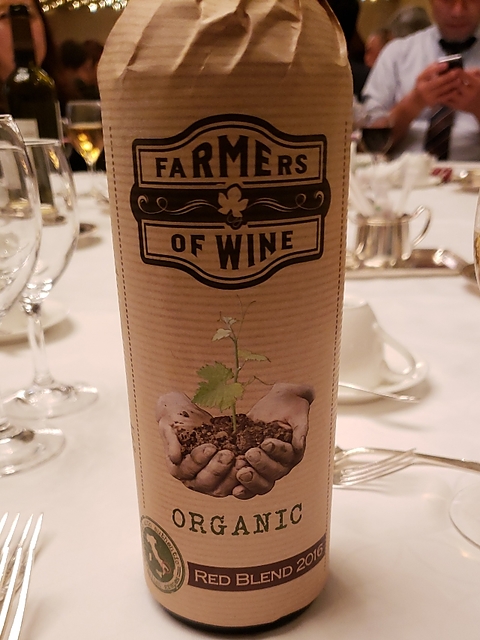 FARMERS
OF WINE
ORGANIC
RED BLEND 2016